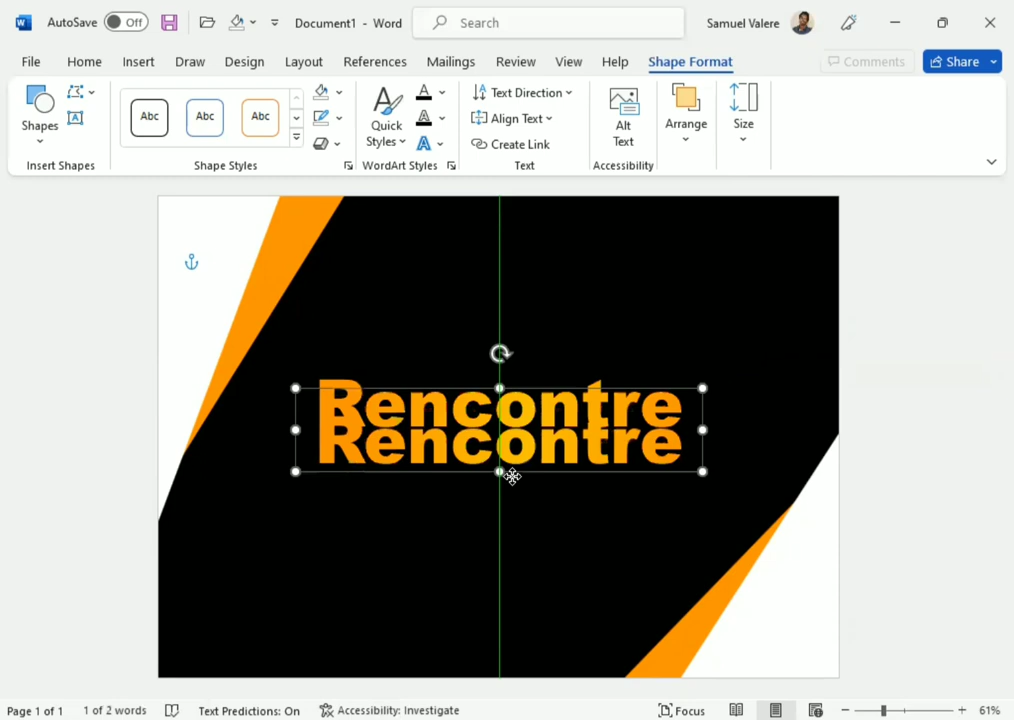 AutoSave Off Document1 - Word Search Samuel Valere
File Home Insert Draw Design Layout References Mailings Review View Help Shape Format Comments Share
Shapes
Insert Shapes
Abc Abc Abc
Shape Styles
Quick
Styles
A
A
A
WordArt Styles
Text Direction
Align Text
Create Link
Text
Alt
Text
Accessibility
Arrange
Size
Rencontre
Rencontre
Page 1 of 1 1 of 2 words Text Predictions: On Accessibility: Investigate Focus 61%